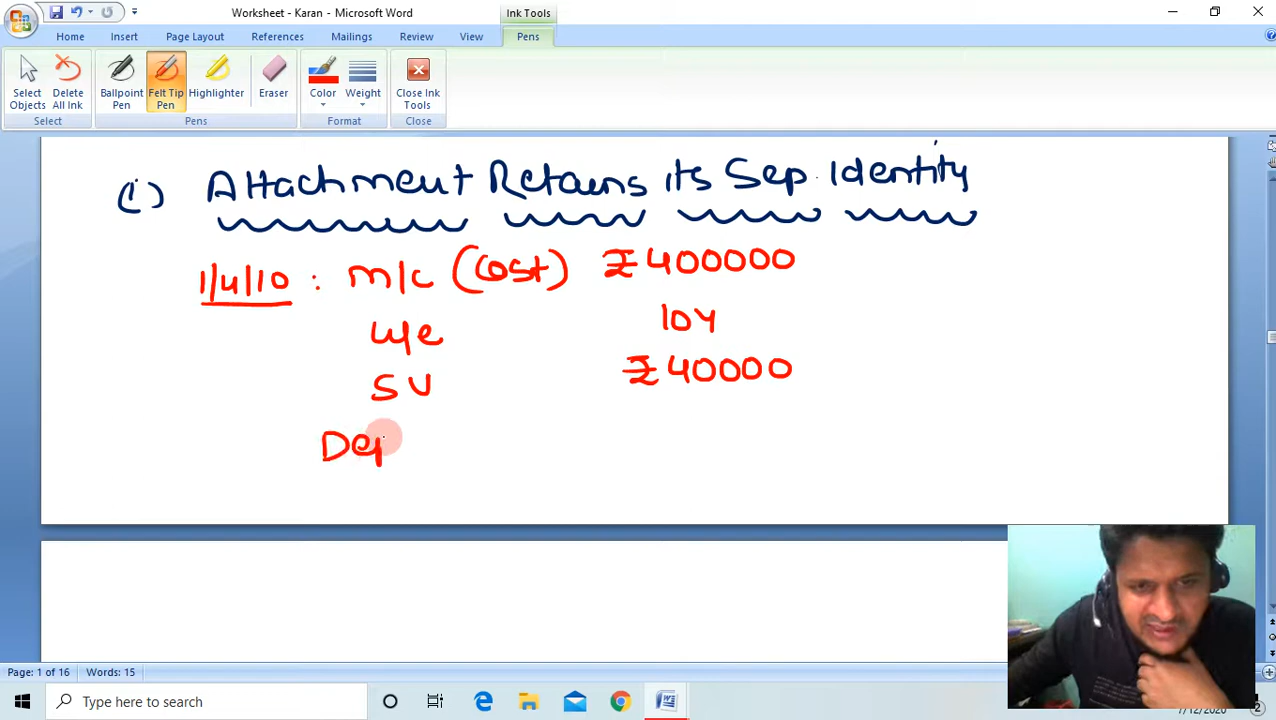 Worksheet - Karan - Microsoft Word
Ink Tools
Home Insert Page Layout References Mailings Review View Pens
Select Objects
Delete All Ink
Ballpoint Pen
Felt Tip Pen
Highlighter
Eraser
Color
Weight
Close Ink Tools
Select Pens Format Close
(i) Attachment Retains its Sep. Identity
1/4/10 : M/C (Cost) ₹ 400000
U/L 10Y
SV ₹ 40000
Dep
Page: 1 of 16 Words: 15
Type here to search
7/12/2020